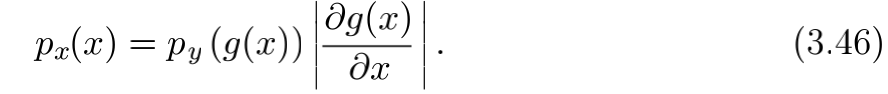 p_x(x) = p_y (g(x)) |∂g(x)/∂x| . (3.46)